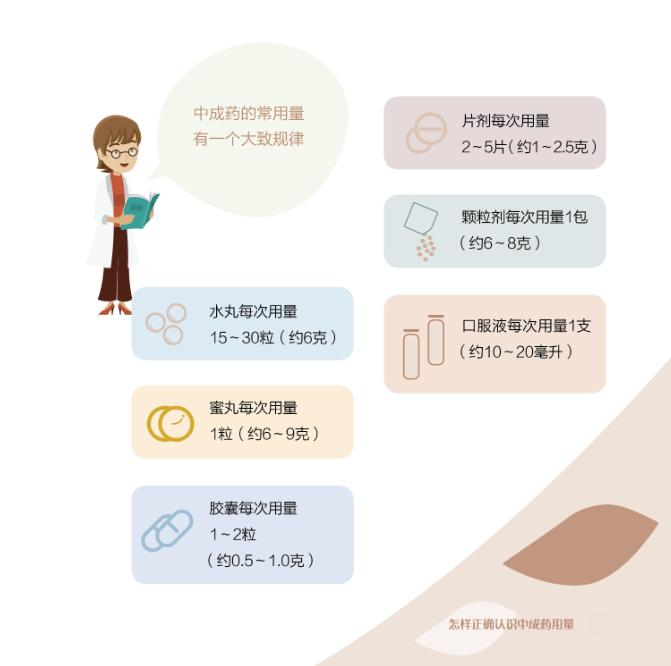 中成药的常用量
有一个大致规律
水丸每次用量
15~30粒（约6克）
蜜丸每次用量
1粒（约6~9克）
胶囊每次用量
1~2粒
（约0.5~1.0克）
片剂每次用量
2~5片（约1~2.5克）
颗粒剂每次用量1包
（约6~8克）
口服液每次用量1支
（约10~20毫升）
怎样正确认识中成药用量